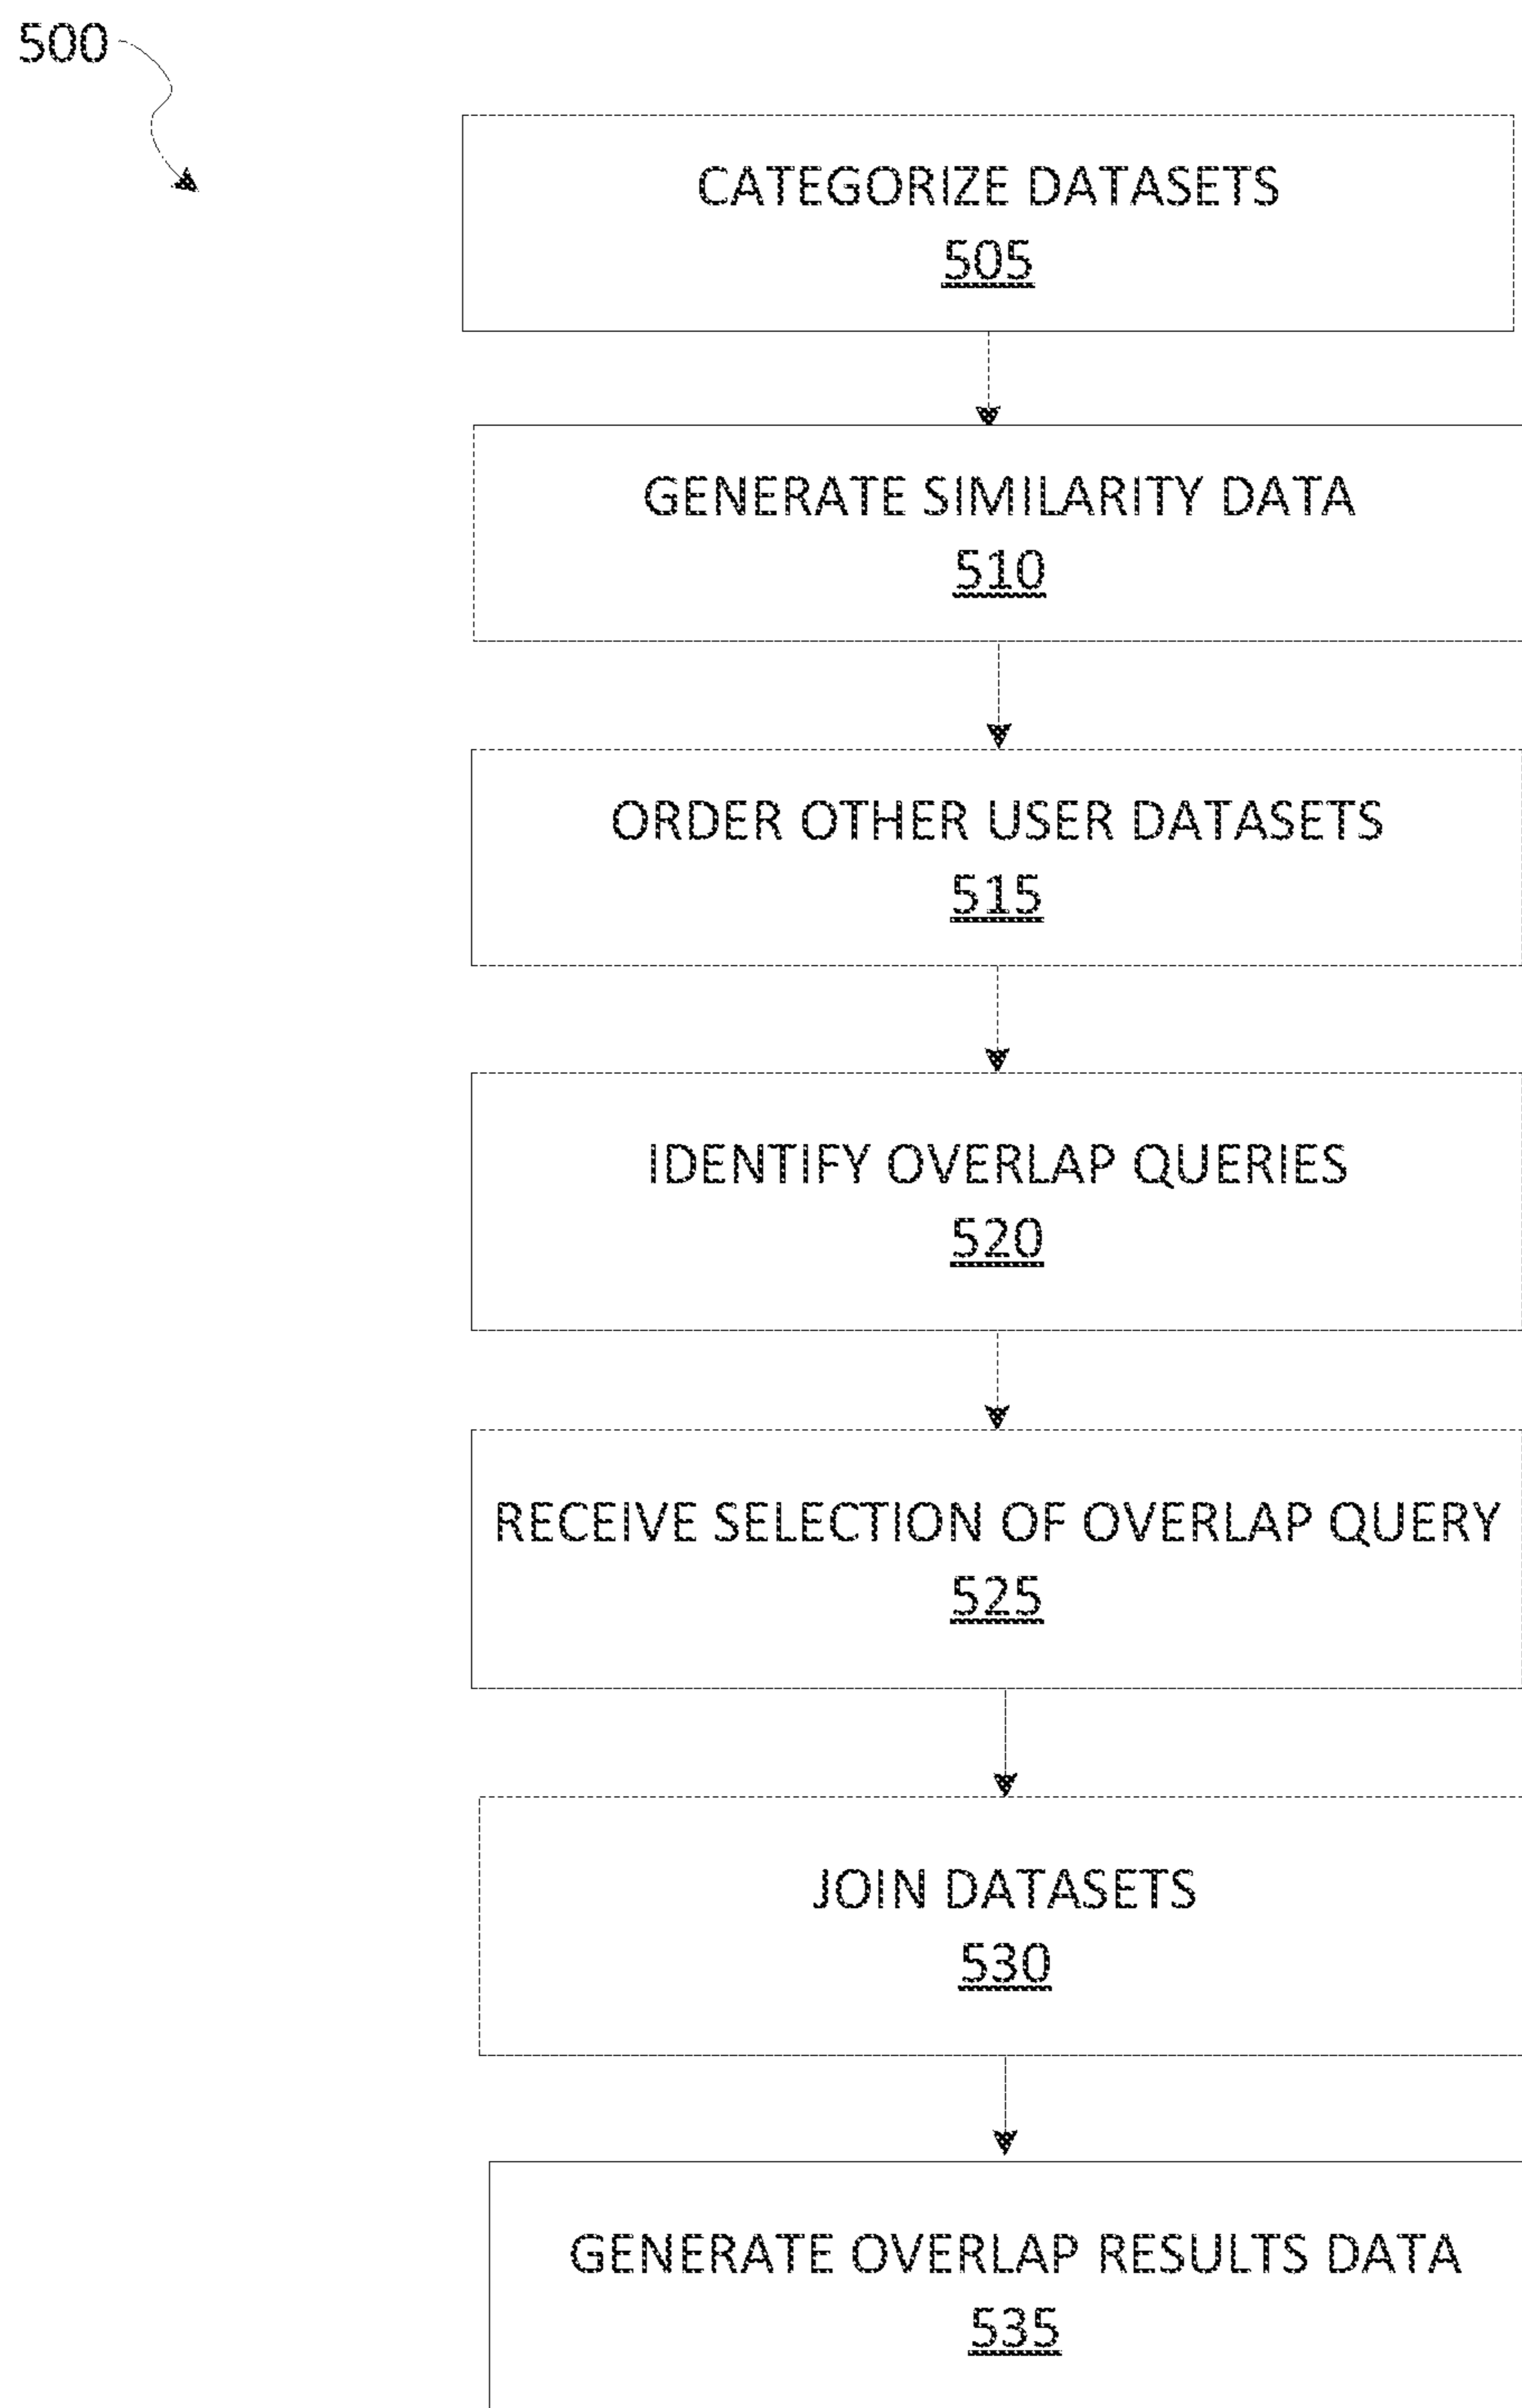 500
CATEGORIZE DATASETS
505
GENERATE SIMILARITY DATA
510
ORDER OTHER USER DATASETS
515
IDENTIFY OVERLAP QUERIES
520
RECEIVE SELECTION OF OVERLAP QUERY
525
JOIN DATASETS
530
GENERATE OVERLAP RESULTS DATA
535